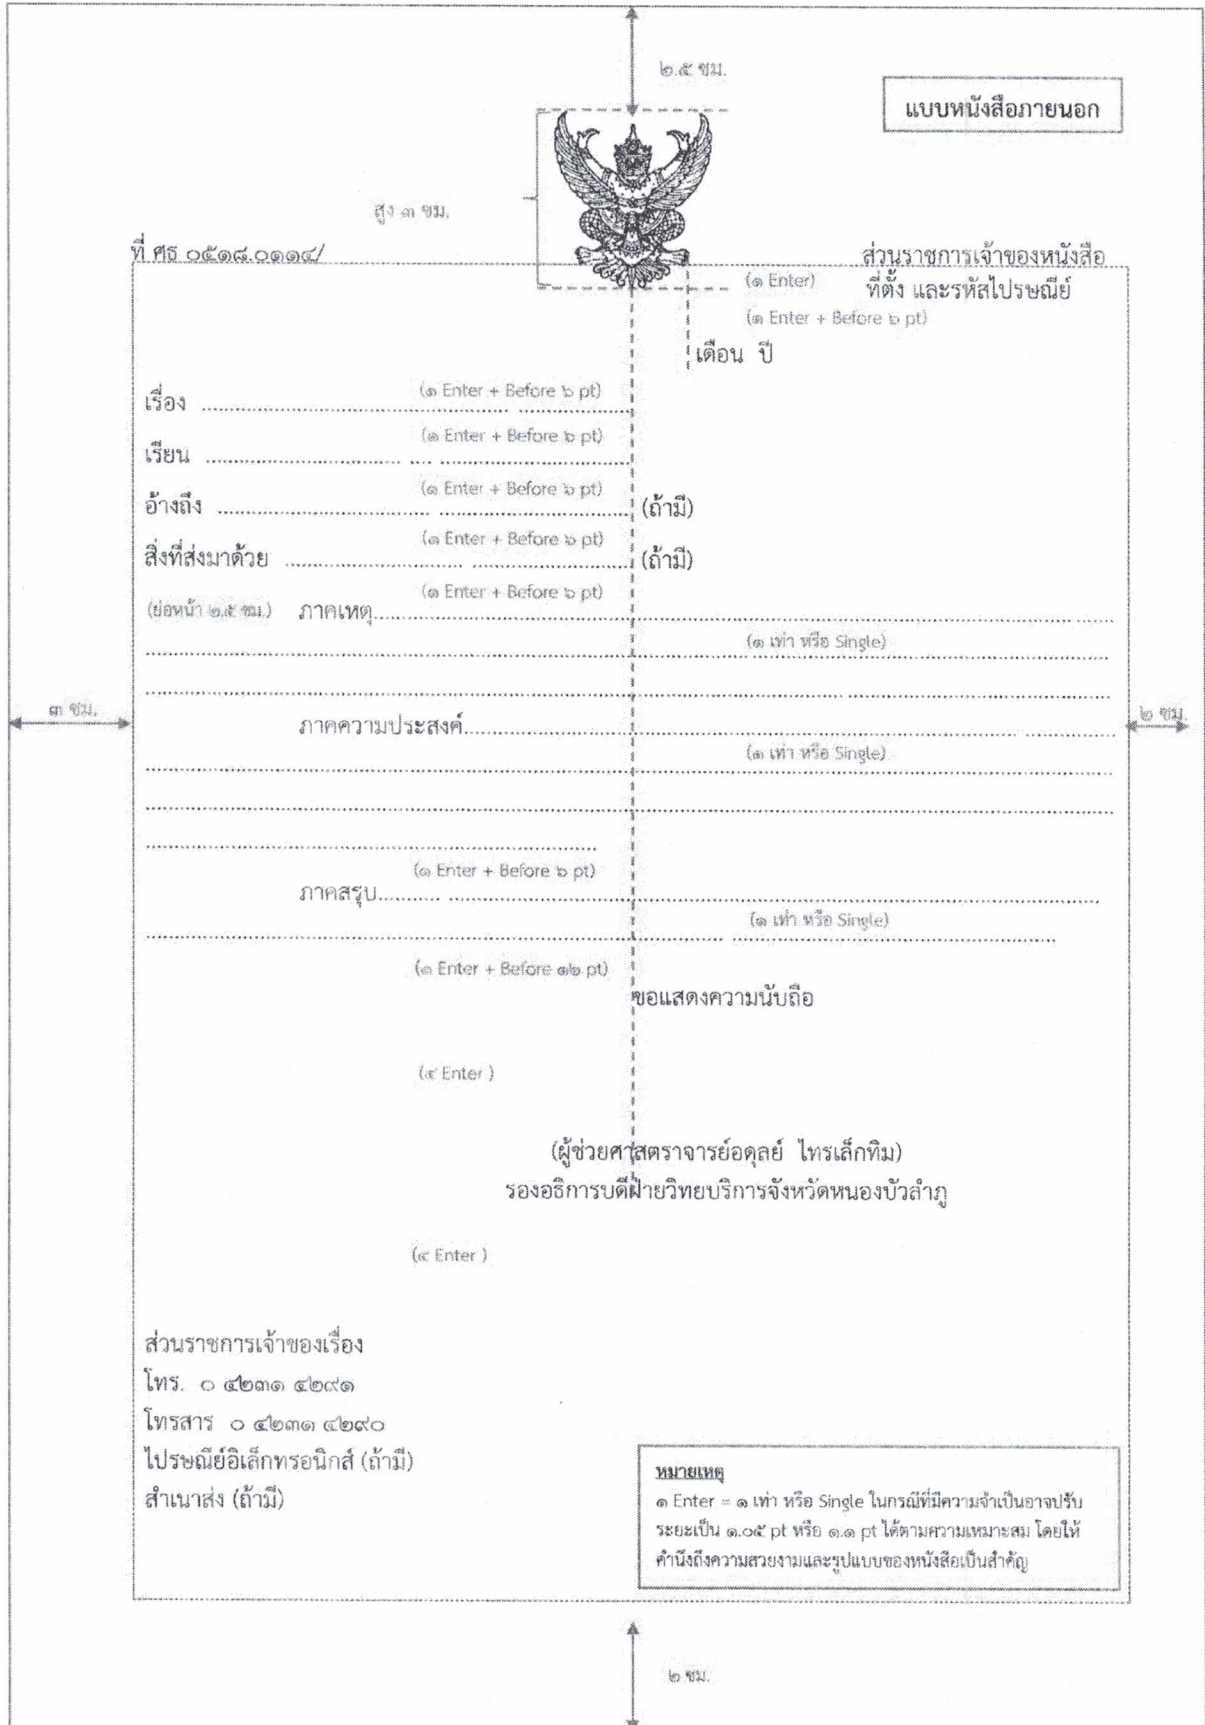 ๒.๕ ซม.
แบบหนังสือภายนอก
สูง ๓ ซม.
ที่ ศธ ๐๕๑๘.๐๑๑๔/
ส่วนราชการเจ้าของหนังสือ
(๑ Enter) ที่ตั้ง และรหัสไปรษณีย์
(๑ Enter + Before ๖ pt)
เดือน ปี
(๑ Enter + Before ๖ pt)
เรื่อง ................................................................
(๑ Enter + Before ๖ pt)
เรียน ................................................................
(๑ Enter + Before ๖ pt)
อ้างถึง ................................................................ (ถ้ามี)
(๑ Enter + Before ๖ pt)
สิ่งที่ส่งมาด้วย ................................................................ (ถ้ามี)
(๑ Enter + Before ๖ pt)
(ย่อหน้า ๒.๕ ซม.) ภาคเหตุ................................................................
(๑ เท่า หรือ Single)
๓ ซม.
๒ ซม.
ภาคความประสงค์................................................................
(๑ เท่า หรือ Single)
(๑ Enter + Before ๖ pt)
ภาคสรุป................................................................
(๑ เท่า หรือ Single)
(๑ Enter + Before ๑๒ pt)
ขอแสดงความนับถือ
(๔ Enter )
(ผู้ช่วยศาสตราจารย์อดุลย์ ไทรเล็กทิม)
รองอธิการบดีฝ่ายวิทยบริการจังหวัดหนองบัวลำภู
(๔ Enter )
ส่วนราชการเจ้าของเรื่อง
โทร. ๐ ๔๒๓๑ ๔๒๙๑
โทรสาร ๐ ๔๒๓๑ ๔๒๙๐
ไปรษณีย์อิเล็กทรอนิกส์ (ถ้ามี)
สำเนาส่ง (ถ้ามี)
หมายเหตุ
๑ Enter = ๑ เท่า หรือ Single ในกรณีที่มีความจำเป็นอาจปรับ
ระยะเป็น ๑.๐๕ pt หรือ ๑.๑ pt ได้ตามความเหมาะสม โดยให้
คำนึงถึงความสวยงามและรูปแบบของหนังสือเป็นสำคัญ
๒ ซม.